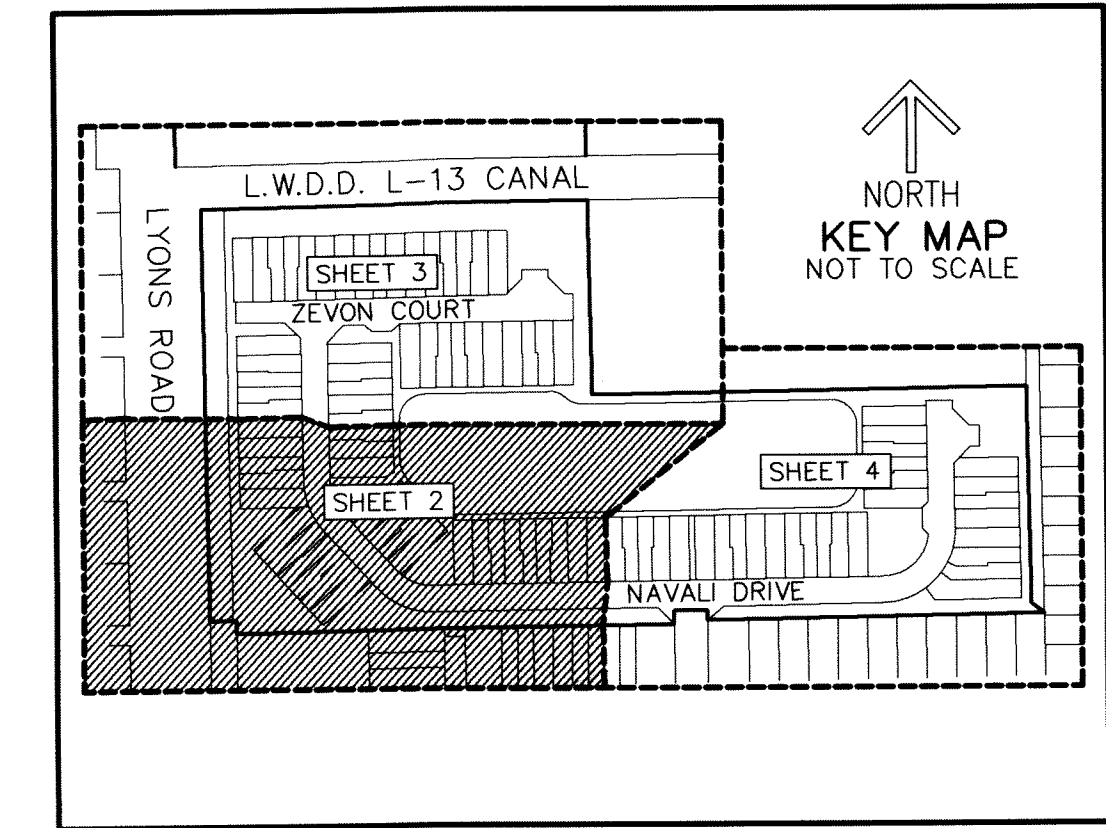 NORTH
KEY MAP
NOT TO SCALE
L.W.D.D. L-13 CANAL
LYONS ROAD
SHEET 3
ZEVON COURT
SHEET 4
SHEET 2
NAVALI DRIVE